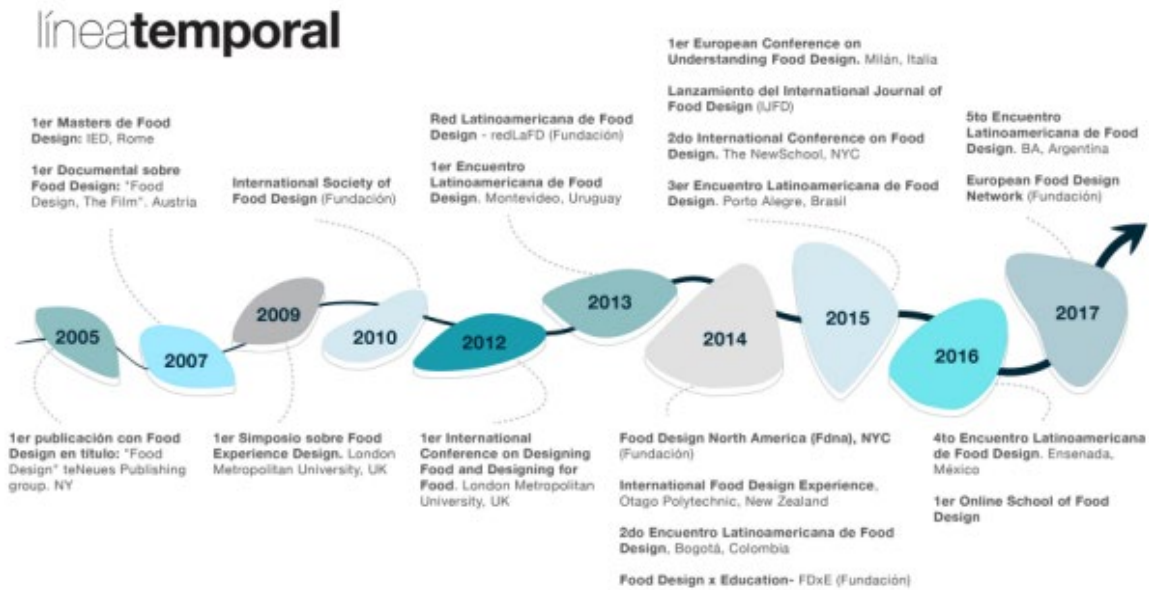 líneatemporal
1er Masters de Food
Design: IED, Rome
1er Documental sobre
Food Design: "Food
Design, The Film". Austria
International Society of
Food Design (Fundación)
Red Latinoamericana de Food
Design - redLaFD (Fundación)
1er Encuentro
Latinoamericana de Food
Design. Montevideo, Uruguay
1er European Conference on
Understanding Food Design. Milán, Italia
Lanzamiento del International Journal of
Food Design (IJFD)
2do International Conference on Food
Design. The NewSchool, NYC
3er Encuentro Latinoamericana de Food
Design. Porto Alegre, Brasil
5to Encuentro
Latinoamericana de Food
Design. BA, Argentina
European Food Design
Network (Fundación)
2005
2007
2009
2010
2012
2013
2014
2015
2016
2017
1er publicación con Food
Design en título: "Food
Design" teNeues Publishing
group. NY
1er Simposio sobre Food
Experience Design. London
Metropolitan University, UK
1er International
Conference on Designing
Food and Designing for
Food. London Metropolitan
University, UK
Food Design North America (Fdna), NYC
(Fundación)
International Food Design Experience,
Otago Polytechnic, New Zealand
2do Encuentro Latinoamericana de Food
Design, Bogotá, Colombia
Food Design x Education- FDxE (Fundación)
4to Encuentro Latinoamericana
de Food Design. Ensenada,
México
1er Online School of Food
Design